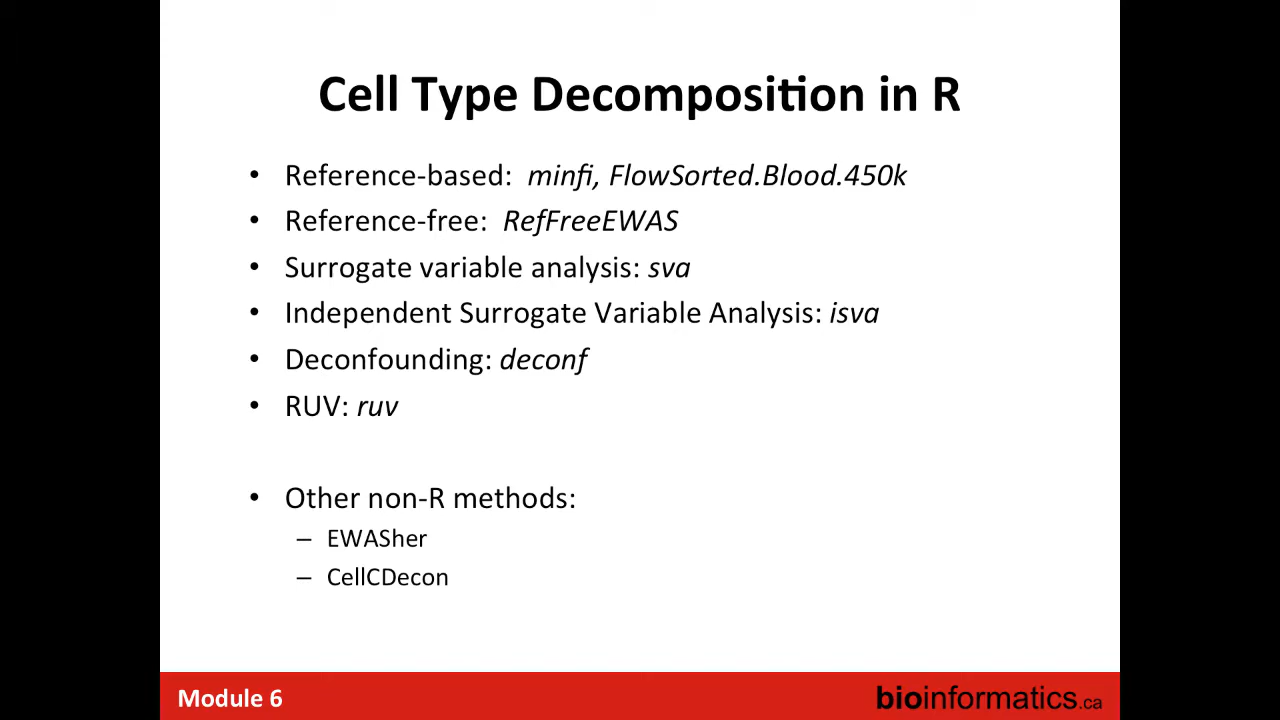 Cell Type Decomposition in R
• Reference-based: minfi, FlowSorted.Blood.450k
• Reference-free: RefFreeEWAS
• Surrogate variable analysis: sva
• Independent Surrogate Variable Analysis: isva
• Deconfounding: deconf
• RUV: ruv
• Other non-R methods:
– EWASher
– CellCDecon
Module 6
bioinformatics.ca